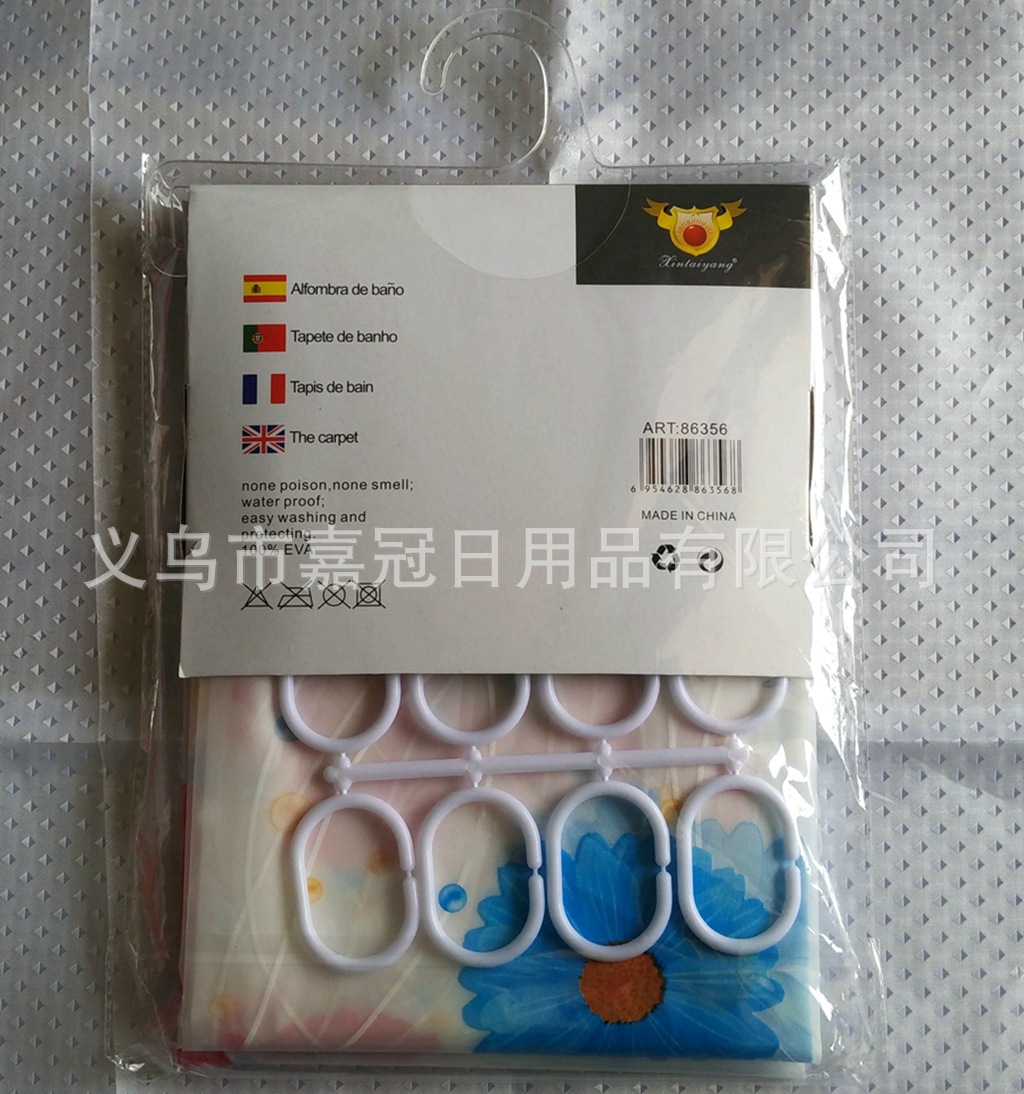 Xintaiyang®
Alfombra de baño
Tapete de banho
Tapis de bain
The carpet
none poison,none smell;
water proof;
easy washing and
protecting.
100% EVA
ART:86356
6 954628 863568
MADE IN CHINA
义乌市嘉冠日用品有限公司